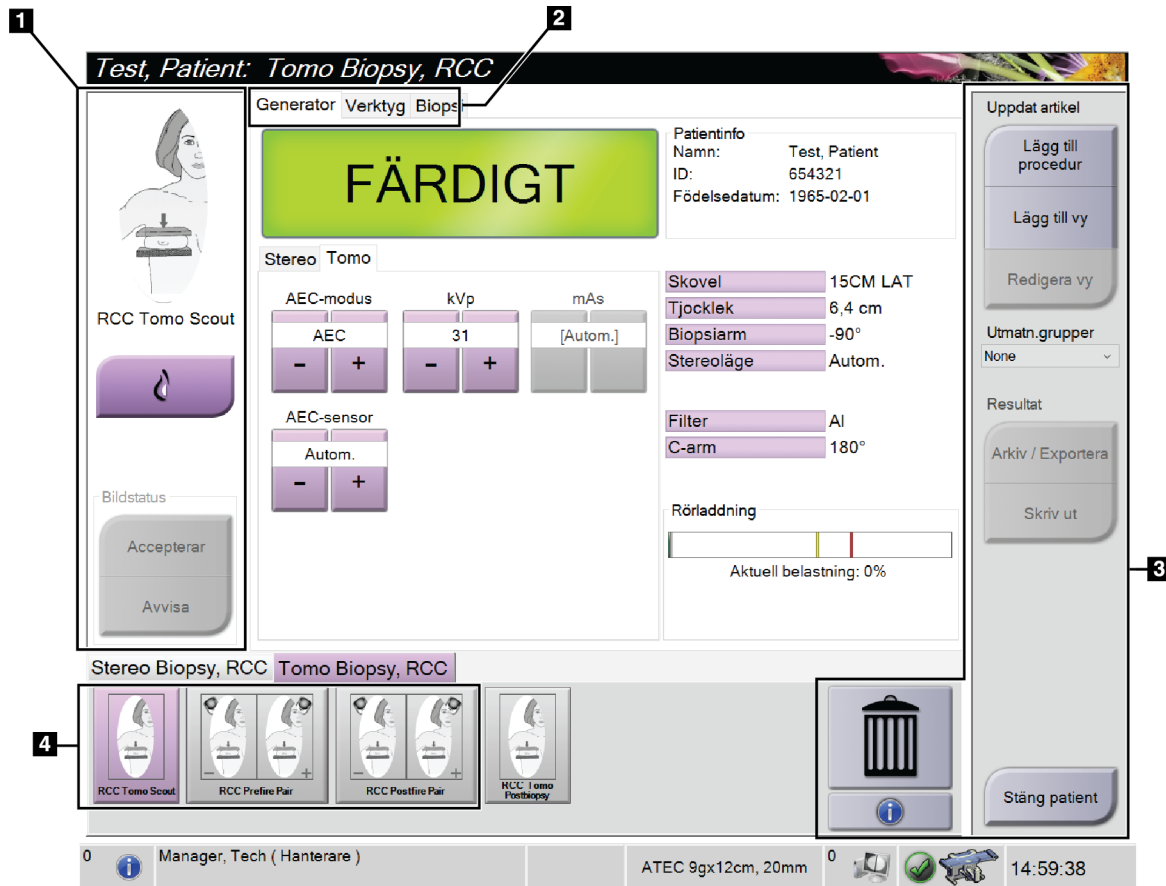 1
2
Test, Patient: Tomo Biopsy, RCC
Generator Verktyg Biopsi
FÄRDIGT
Patientinfo
Namn: Test, Patient
ID: 654321
Födelsedatum: 1965-02-01
RCC Tomo Scout
Bildstatus
Accepterar
Avvisa
Stereo Tomo
AEC-modus kVp mAs
AEC 31 [Autom.]
- + - +
AEC-sensor
Autom.
- +
Skovel 15CM LAT
Tjocklek 6,4 cm
Biopsiarm -90°
Stereoläge Autom.
Filter Al
C-arm 180°
Rörladdning
Aktuell belastning: 0%
Uppdat artikel
Lägg till
procedur
Lägg till vy
Redigera vy
Utmatn.grupper
None
Resultat
Arkiv / Exportera
Skriv ut
3
Stereo Biopsy, RCC Tomo Biopsy, RCC
4
RCC Tomo Scout
- +
RCC Prefire Pair
- +
RCC Postfire Pair
RCC Tomo
Postbiopsy
Stäng patient
0 Manager, Tech ( Hanterare ) ATEC 9gx12cm, 20mm 0 14:59:38